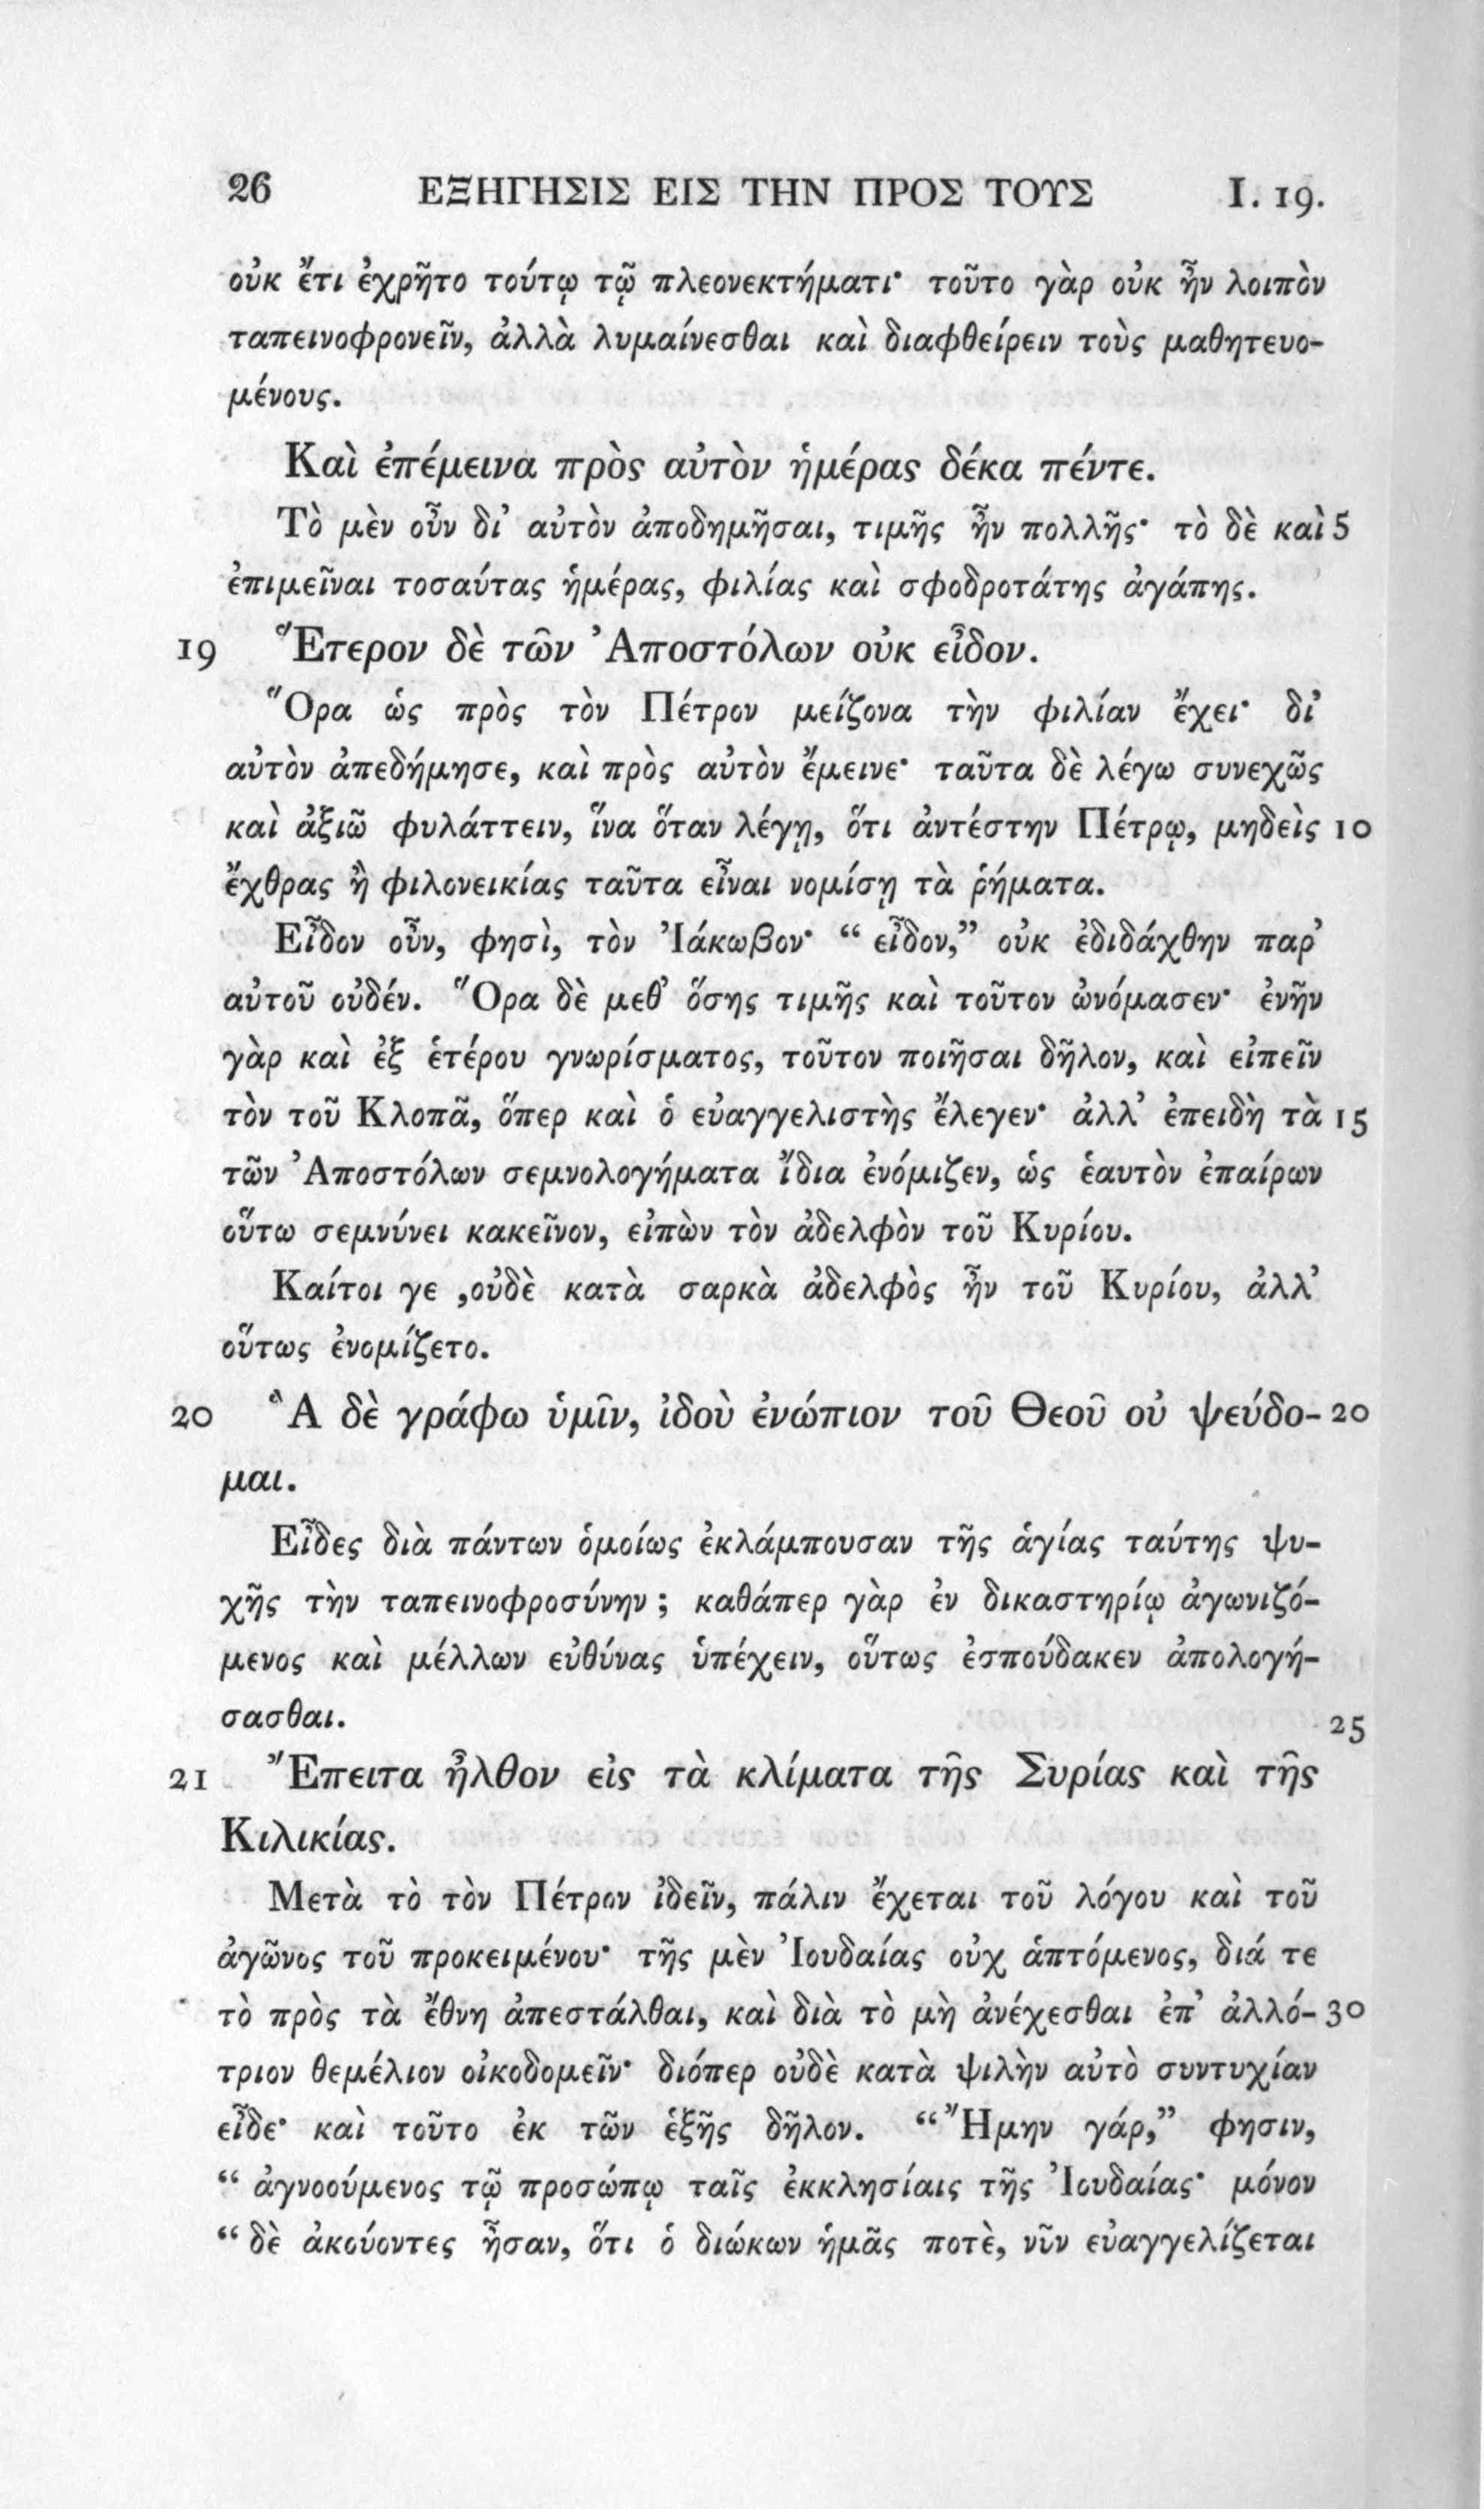 26 ΕΞΗΓΗΣΙΣ ΕΙΣ ΤΗΝ ΠΡΟΣ ΤΟΥΣ I. 19.
οὐκ ἔτι ἐχρῆτο τούτῳ τῷ πλεονεκτήματι· τοῦτο γὰρ οὐκ ἦν λοιπὸν
ταπεινοφρονεῖν, ἀλλὰ λυμαίνεσθαι καὶ διαφθείρειν τοὺς μαθητευο-
μένους.
Καὶ ἐπέμεινα πρὸς αὐτὸν ἡμέρας δέκα πέντε.
Τὸ μὲν οὖν δι’ αὐτὸν ἀποδημῆσαι, τιμῆς ἦν πολλῆς· τὸ δὲ καὶ 5
ἐπιμεῖναι τοσαύτας ἡμέρας, φιλίας καὶ σφοδροτάτης ἀγάπης.
19 Ἕτερον δὲ τῶν Ἀποστόλων οὐκ εἶδον.
Ὅρα ὡς πρὸς τὸν Πέτρον μείζονα τὴν φιλίαν ἔχει· δι’
αὐτὸν ἀπεδήμησε, καὶ πρὸς αὐτὸν ἔμεινε· ταῦτα δὲ λέγω συνεχῶς
καὶ ἀξιῶ φυλάττειν, ἵνα ὅταν λέγῃ, ὅτι ἀντέστην Πέτρῳ, μηδεὶς 10
ἔχθρας ἢ φιλονεικίας ταῦτα εἶναι νομίσῃ τὰ ῥήματα.
Εἶδον οὖν, φησὶ, τὸν Ἰάκωβον· “ εἶδον,” οὐκ ἐδιδάχθην παρ’
αὐτοῦ οὐδέν. Ὅρα δὲ μεθ’ ὅσης τιμῆς καὶ τοῦτον ὠνόμασεν· ἐνῆν
γὰρ καὶ ἐξ ἑτέρου γνωρίσματος, τοῦτον ποιῆσαι δῆλον, καὶ εἰπεῖν
τὸν τοῦ Κλοπᾶ, ὅπερ καὶ ὁ εὐαγγελιστὴς ἔλεγεν· ἀλλ’ ἐπειδὴ τὰ 15
τῶν Ἀποστόλων σεμνολογήματα ἴδια ἐνόμιζεν, ὡς ἑαυτὸν ἐπαίρων
οὕτω σεμνύνει κακεῖνον, εἰπὼν τὸν ἀδελφὸν τοῦ Κυρίου.
Καίτοι γε ,οὐδὲ κατὰ σαρκὰ ἀδελφὸς ἦν τοῦ Κυρίου, ἀλλ’
οὕτως ἐνομίζετο.
20 Ἃ δὲ γράφω ὑμῖν, ἰδοὺ ἐνώπιον τοῦ Θεοῦ οὐ ψεύδο- 20
μαι.
Εἶδες διὰ πάντων ὁμοίως ἐκλάμπουσαν τῆς ἁγίας ταύτης ψυ-
χῆς τὴν ταπεινοφροσύνην ; καθάπερ γὰρ ἐν δικαστηρίῳ ἀγωνιζό-
μενος καὶ μέλλων εὐθύνας ὑπέχειν, οὕτως ἐσπούδακεν ἀπολογή-
σασθαι. 25
21 Ἔπειτα ἦλθον εἰς τὰ κλίματα τῆς Συρίας καὶ τῆς
Κιλικίας.
Μετὰ τὸ τὸν Πέτρον ἰδεῖν, πάλιν ἔχεται τοῦ λόγου καὶ τοῦ
ἀγῶνος τοῦ προκειμένου· τῆς μὲν Ἰουδαίας οὐχ ἁπτόμενος, διά τε
τὸ πρὸς τὰ ἔθνη ἀπεστάλθαι, καὶ διὰ τὸ μὴ ἀνέχεσθαι ἐπ’ ἀλλό- 30
τριον θεμέλιον οἰκοδομεῖν· διόπερ οὐδὲ κατὰ ψιλὴν αὐτὸ συντυχίαν
εἶδε· καὶ τοῦτο ἐκ τῶν ἑξῆς δῆλον. “ Ἤμην γάρ,” φησιν,
“ ἀγνοούμενος τῷ προσώπῳ ταῖς ἐκκλησίαις τῆς Ἰουδαίας· μόνον
“ δὲ ἀκούοντες ἦσαν, ὅτι ὁ διώκων ἡμᾶς ποτὲ, νῦν εὐαγγελίζεται